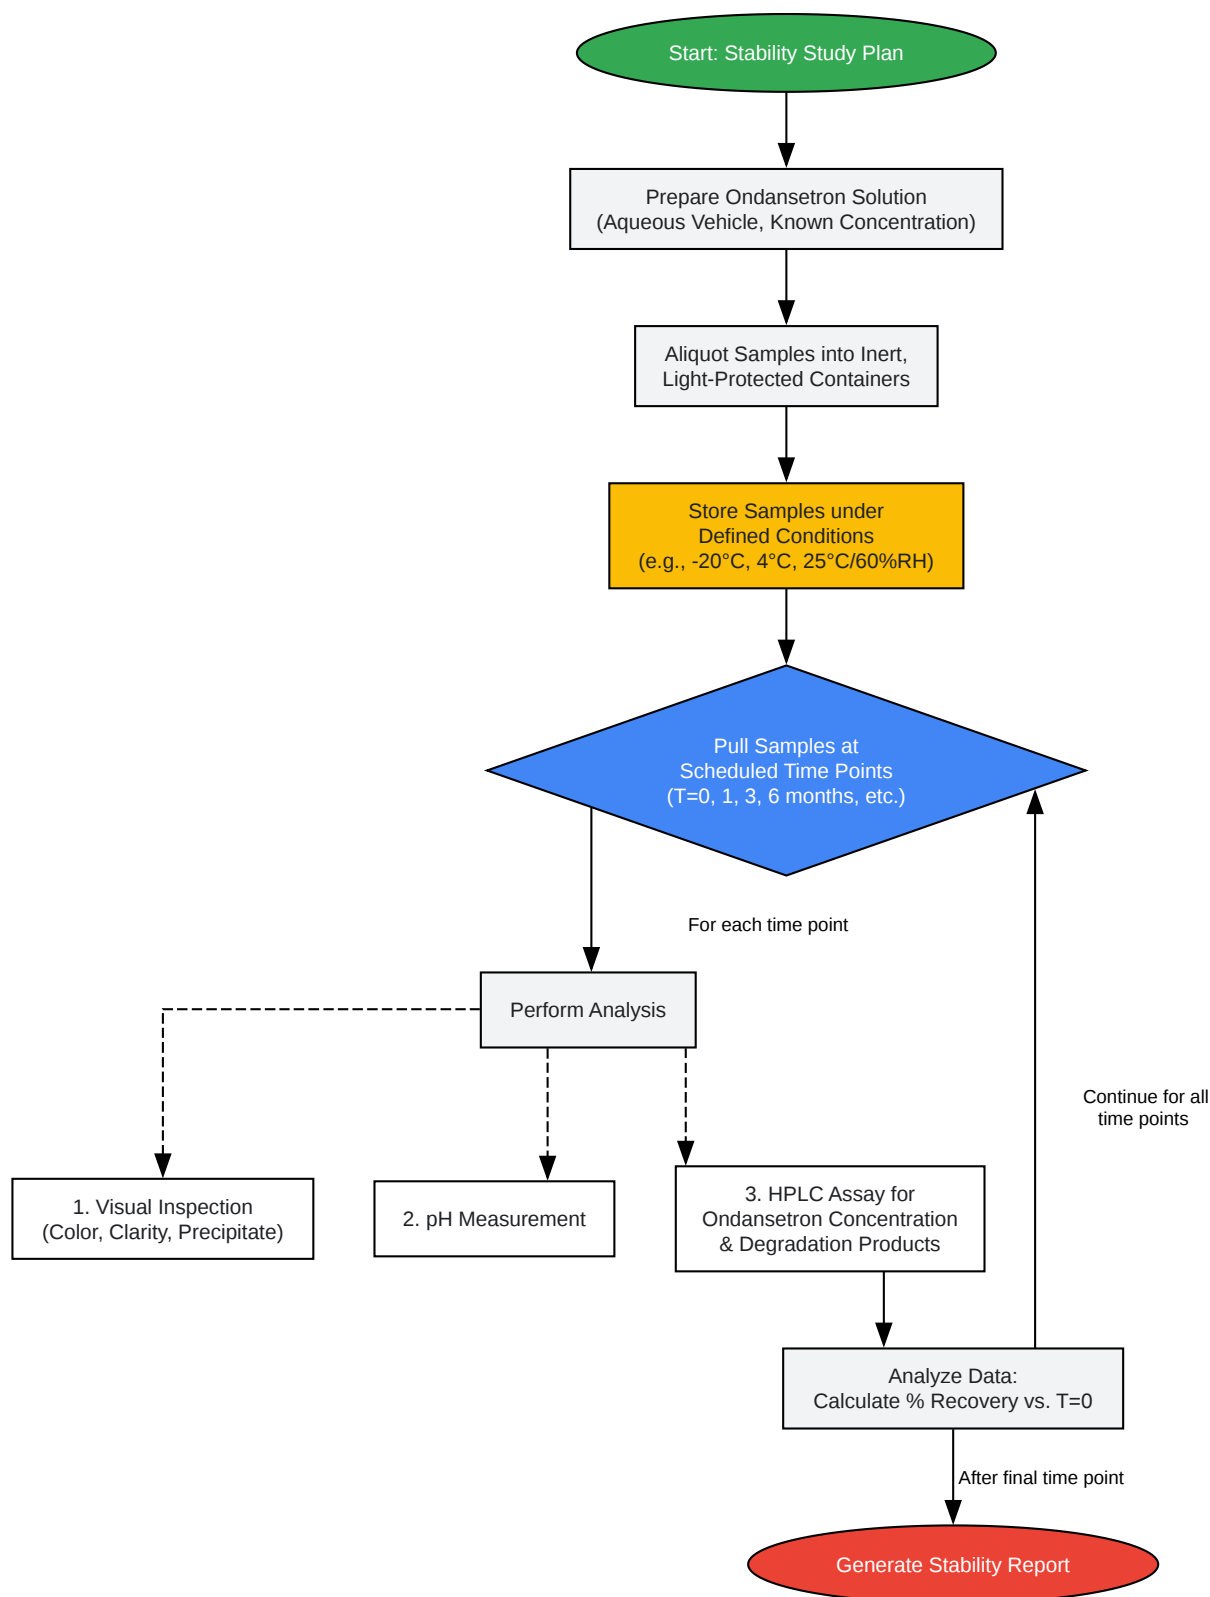 Start: Stability Study Plan
Prepare Ondansetron Solution
(Aqueous Vehicle, Known Concentration)
Aliquot Samples into Inert,
Light-Protected Containers
Store Samples under
Defined Conditions
(e.g., -20°C, 4°C, 25°C/60%RH)
Pull Samples at
Scheduled Time Points
(T=0, 1, 3, 6 months, etc.)
For each time point
Perform Analysis
Continue for all
time points
1. Visual Inspection
(Color, Clarity, Precipitate)
2. pH Measurement
3. HPLC Assay for
Ondansetron Concentration
& Degradation Products
Analyze Data:
Calculate % Recovery vs. T=0
After final time point
Generate Stability Report